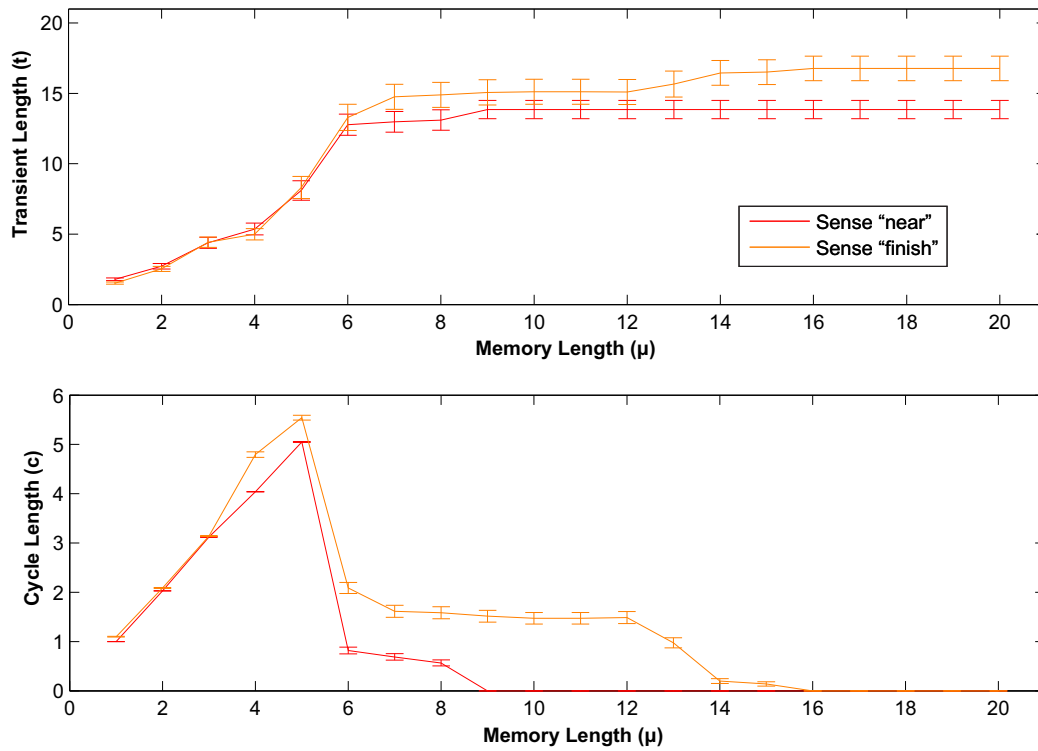 20
15
10
5
0
Transient Length (t)
Sense “near”
Sense “finish”
0 2 4 6 8 10 12 14 16 18 20
Memory Length (µ)
6
5
4
3
2
1
0
Cycle Length (c)
0 2 4 6 8 10 12 14 16 18 20
Memory Length (µ)